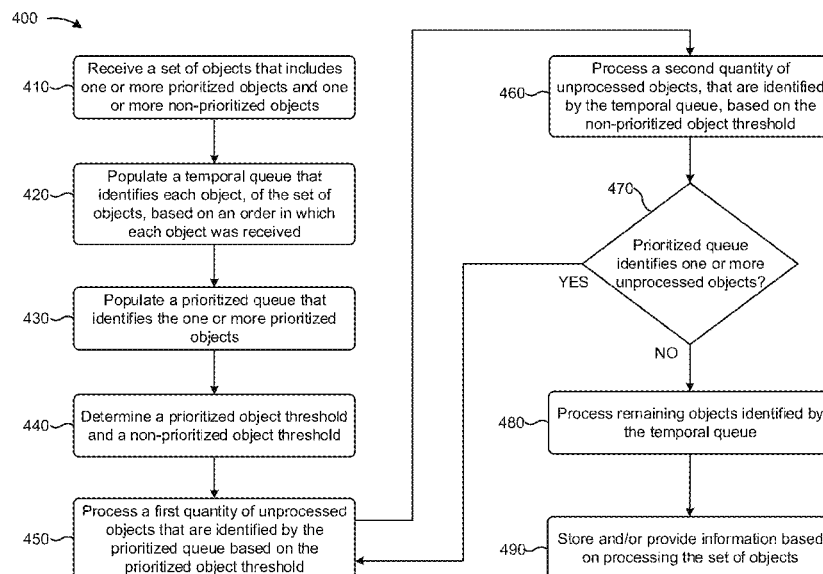 400
410
Receive a set of objects that includes
one or more prioritized objects and one
or more non-prioritized objects
420
Populate a temporal queue that
identifies each object, of the set of
objects, based on an order in which
each object was received
430
Populate a prioritized queue that
identifies the one or more prioritized
objects
440
Determine a prioritized object threshold
and a non-prioritized object threshold
450
Process a first quantity of unprocessed
objects that are identified by the
prioritized queue based on the
prioritized object threshold
460
Process a second quantity of
unprocessed objects, that are identified
by the temporal queue, based on the
non-prioritized object threshold
470
Prioritized queue
identifies one or more
unprocessed objects?
YES
NO
480
Process remaining objects identified by
the temporal queue
490
Store and/or provide information based
on processing the set of objects